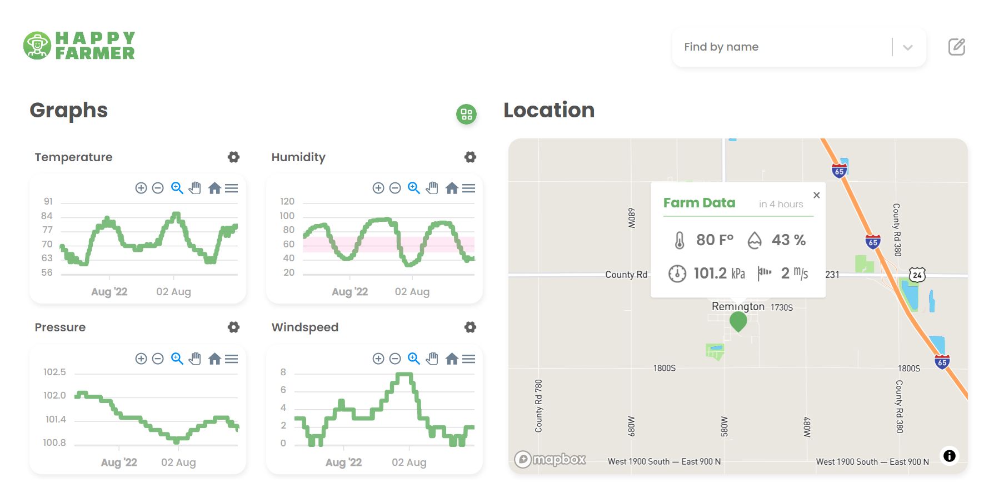 HAPPY
FARMER
Find by name
Graphs
Location
Temperature
91
84
77
70
63
56
Aug '22
02 Aug
Humidity
120
100
80
60
40
20
Aug '22
02 Aug
Pressure
102.5
102.0
101.4
100.8
Aug '22
02 Aug
Windspeed
8
6
4
2
0
Aug '22
02 Aug
65
County Rd 380
689W
Farm Data
in 4 hours
×
80 F°
43 %
101.2 kPa
2 m/s
65
County Rd
231
24
Remington
1730S
65
1800S
1800S
County Rd 780
680W
580W
480W
County Rd 380
mapbox
West 1900 South — East 900 N
West 1900 South — East 900 N